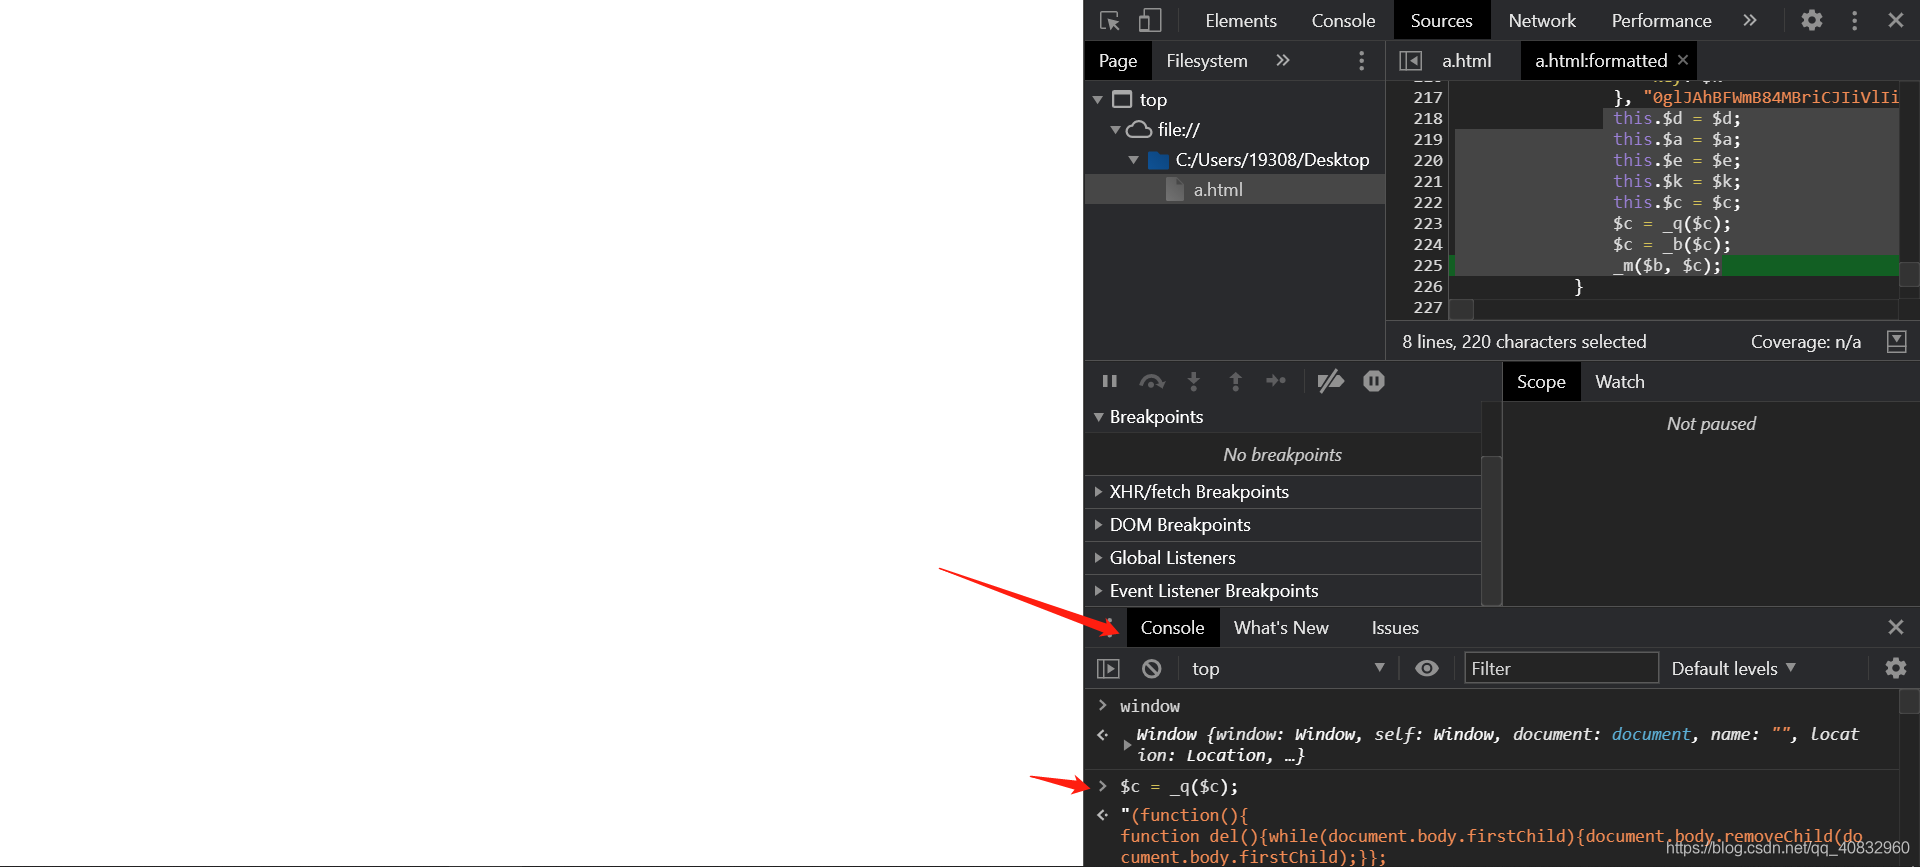 Elements Console Sources Network Performance »
Page Filesystem » a.html a.html:formatted ×
217 }, "0glJAhBFWmB84MBriCJIiVlIi
218 this.$d = $d;
219 this.$a = $a;
220 this.$e = $e;
221 this.$k = $k;
222 this.$c = $c;
223 $c = _q($c);
224 $c = _b($c);
225 _m($b, $c);
226 }
227
top
file://
C:/Users/19308/Desktop
a.html
8 lines, 220 characters selected Coverage: n/a
Scope Watch
Not paused
Breakpoints
No breakpoints
XHR/fetch Breakpoints
DOM Breakpoints
Global Listeners
Event Listener Breakpoints
Console What's New Issues
top Filter Default levels
> window
Window {window: Window, self: Window, document: document, name: "", locat
ion: Location, …}
> $c = _q($c);
"(function(){
function del(){while(document.body.firstChild){document.body.removeChild(do
cument.body.firstChild);}};
https://blog.csdn.net/qq_40832960